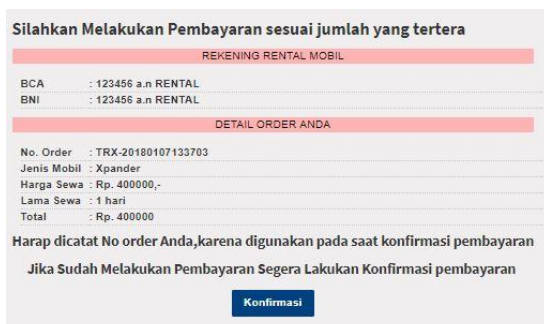 Silahkan Melakukan Pembayaran sesuai jumlah yang tertera
REKENING RENTAL MOBIL
BCA : 123456 a.n RENTAL
BNI : 123456 a.n RENTAL
DETAIL ORDER ANDA
No. Order : TRX-20180107133703
Jenis Mobil : Xpander
Harga Sewa : Rp. 400000,-
Lama Sewa : 1 hari
Total : Rp. 400000
Harap dicatat No order Anda,karena digunakan pada saat konfirmasi pembayaran
Jika Sudah Melakukan Pembayaran Segera Lakukan Konfirmasi pembayaran
Konfirmasi